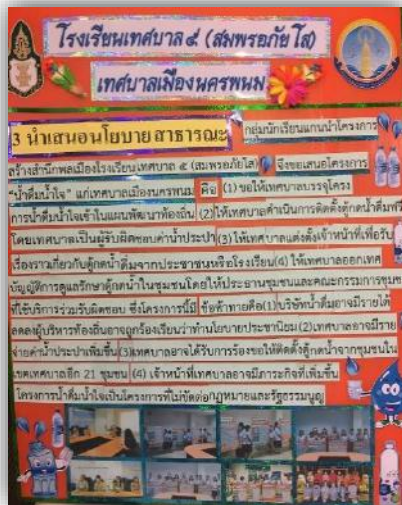 โรงเรียนเทศบาล ๕ (สมพรอภัยโส)
เทศบาลเมืองนครพนม
3 นำเสนอนโยบายสาธารณะ
กลุ่มนักเรียนแกนนำโครงการ
สร้างสำนึกพลเมืองโรงเรียนเทศบาล ๕ (สมพรอภัยโส) จึงขอเสนอโครงการ
"น้ำดื่มน้ำใจ" แก่เทศบาลเมืองนครพนม คือ (1) ขอให้เทศบาลบรรจุโครง
การน้ำดื่มน้ำใจเข้าในแผนพัฒนาท้องถิ่น (2) ให้เทศบาลดำเนินการติดตั้งตู้กดน้ำดื่มฟรี
โดยเทศบาลเป็นผู้รับผิดชอบค่าน้ำประปา (3) ให้เทศบาลแต่งตั้งเจ้าหน้าที่เพื่อรับ
เรื่องราวเกี่ยวกับตู้กดน้ำดื่มจากประชาชนหรือโรงเรียน (4) ให้เทศบาลออกเทศ
บัญญัติการดูแลรักษาตู้กดน้ำในชุมชนโดยให้ประธานชุมชนและคณะกรรมการชุมชน
ที่ใช้บริการร่วมรับผิดชอบ ซึ่งโครงการนี้มี ข้อท้าทายคือ (1) บริษัทน้ำดื่มอาจมีรายได้
ลดลงผู้บริหารท้องถิ่นอาจถูกร้องเรียนว่าทำนโยบายประชานิยม (2) เทศบาลอาจมีราย
จ่ายค่าน้ำประปาเพิ่มขึ้น (3) เทศบาลอาจได้รับการร้องขอให้ติดตั้งตู้กดน้ำจากชุมชนใน
เขตเทศบาลอีก 21 ชุมชน (4) เจ้าหน้าที่เทศบาลอาจมีภาระกิจที่เพิ่มขึ้น
โครงการน้ำดื่มน้ำใจเป็นโครงการที่ไม่ขัดต่อกฎหมายและรัฐธรรมนูญ